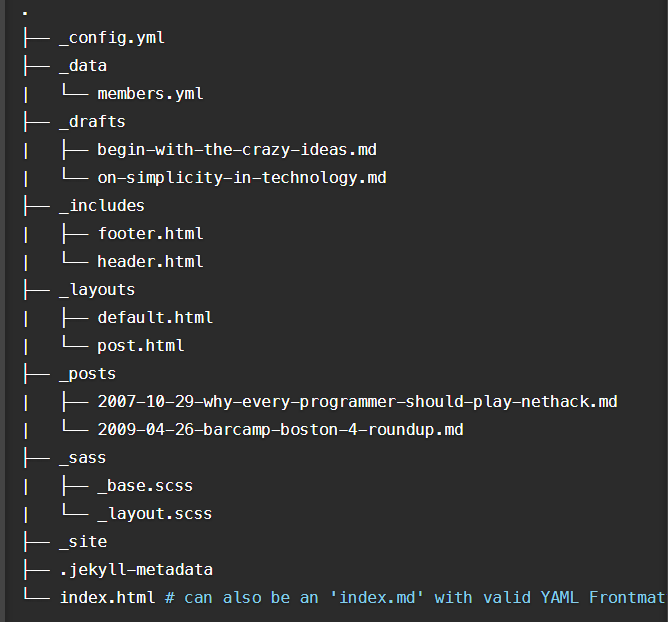 .
├── _config.yml
├── _data
|   └── members.yml
├── _drafts
|   ├── begin-with-the-crazy-ideas.md
|   └── on-simplicity-in-technology.md
├── _includes
|   ├── footer.html
|   └── header.html
├── _layouts
|   ├── default.html
|   └── post.html
├── _posts
|   ├── 2007-10-29-why-every-programmer-should-play-nethack.md
|   └── 2009-04-26-barcamp-boston-4-roundup.md
├── _sass
|   ├── _base.scss
|   └── _layout.scss
├── _site
├── .jekyll-metadata
└── index.html # can also be an 'index.md' with valid YAML Frontmat